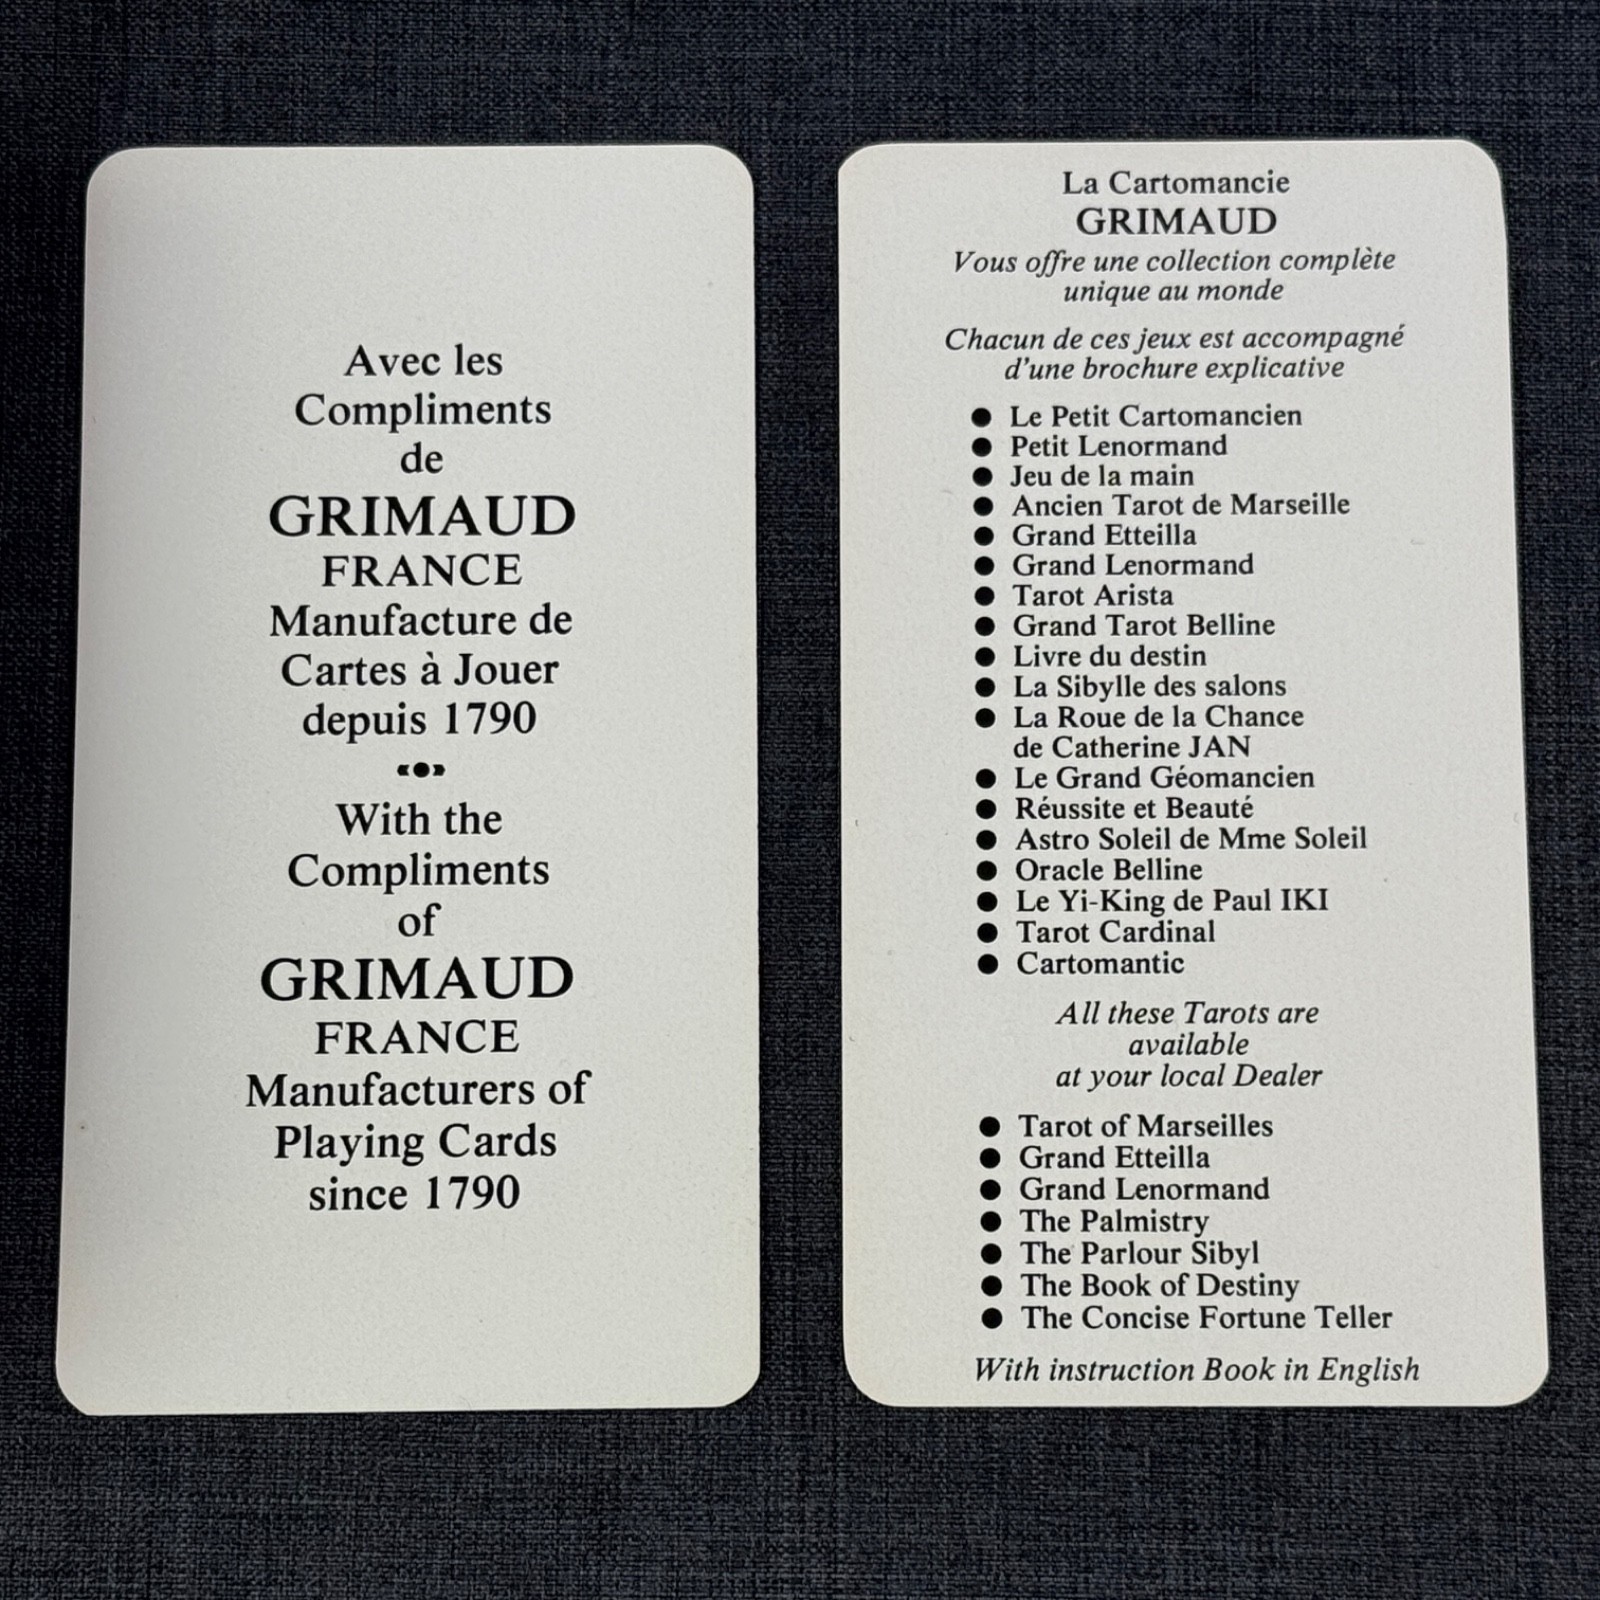 Avec les
Compliments
de
GRIMAUD
FRANCE
Manufacture de
Cartes à Jouer
depuis 1790
With the
Compliments
of
GRIMAUD
FRANCE
Manufacturers of
Playing Cards
since 1790
La Cartomancie
GRIMAUD
Vous offre une collection complète
unique au monde
Chacun de ces jeux est accompagné
d'une brochure explicative
● Le Petit Cartomancien
● Petit Lenormand
● Jeu de la main
● Ancien Tarot de Marseille
● Grand Etteilla
● Grand Lenormand
● Tarot Arista
● Grand Tarot Belline
● Livre du destin
● La Sibylle des salons
● La Roue de la Chance
de Catherine JAN
● Le Grand Géomancien
● Réussite et Beauté
● Astro Soleil de Mme Soleil
● Oracle Belline
● Le Yi-King de Paul IKI
● Tarot Cardinal
● Cartomantic
All these Tarots are
available
at your local Dealer
● Tarot of Marseilles
● Grand Etteilla
● Grand Lenormand
● The Palmistry
● The Parlour Sibyl
● The Book of Destiny
● The Concise Fortune Teller
With instruction Book in English